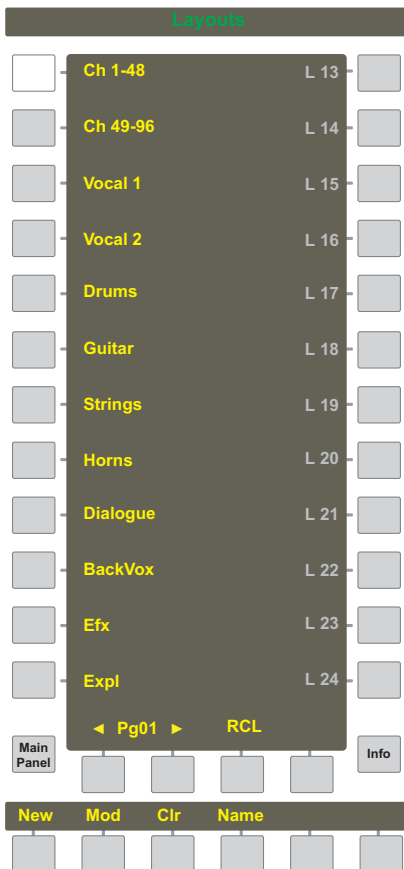 Layouts
Ch 1-48 L 13
Ch 49-96 L 14
Vocal 1 L 15
Vocal 2 L 16
Drums L 17
Guitar L 18
Strings L 19
Horns L 20
Dialogue L 21
BackVox L 22
Efx L 23
Expl L 24
◄ Pg01 ► RCL
Main
Panel
Info
New Mod Clr Name